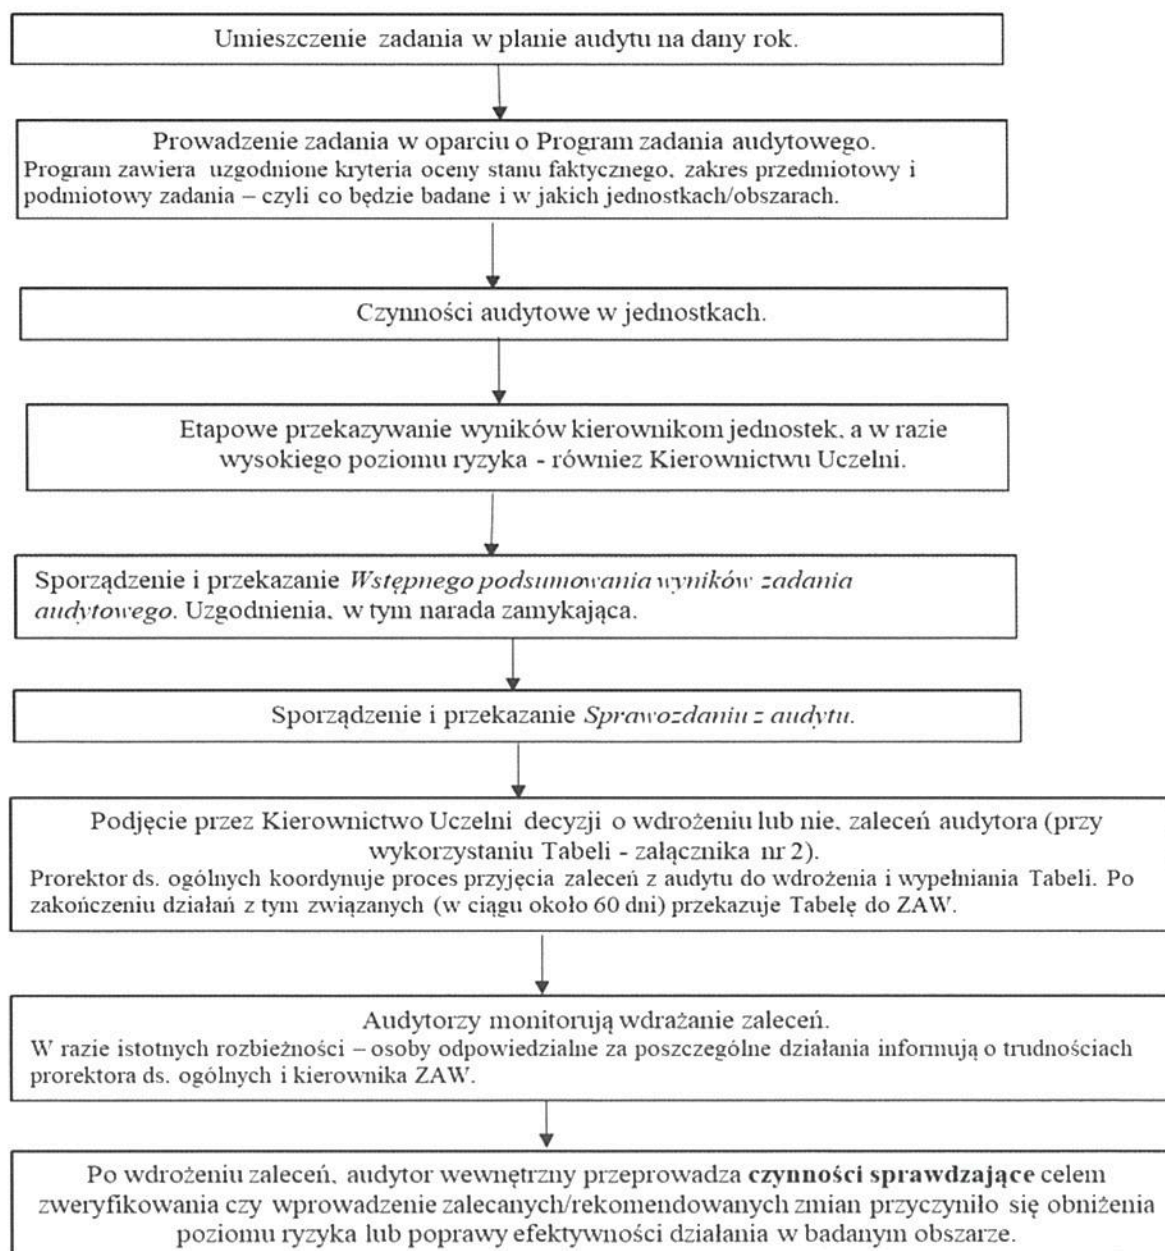 Umieszczenie zadania w planie audytu na dany rok.
Prowadzenie zadania w oparciu o Program zadania audytowego.
Program zawiera uzgodnione kryteria oceny stanu faktycznego, zakres przedmiotowy i
podmiotowy zadania – czyli co będzie badane i w jakich jednostkach/obszarach.
Czynności audytowe w jednostkach.
Etapowe przekazywanie wyników kierownikom jednostek, a w razie
wysokiego poziomu ryzyka - również Kierownictwu Uczelni.
Sporządzenie i przekazanie Wstępnego podsumowania wyników zadania
audytowego. Uzgodnienia, w tym narada zamykająca.
Sporządzenie i przekazanie Sprawozdaniu z audytu.
Podjęcie przez Kierownictwo Uczelni decyzji o wdrożeniu lub nie, zaleceń audytora (przy
wykorzystaniu Tabeli - załącznika nr 2).
Prorektor ds. ogólnych koordynuje proces przyjęcia zaleceń z audytu do wdrożenia i wypełniania Tabeli. Po
zakończeniu działań z tym związanych (w ciągu około 60 dni) przekazuje Tabelę do ZAW.
Audytorzy monitorują wdrażanie zaleceń.
W razie istotnych rozbieżności – osoby odpowiedzialne za poszczególne działania informują o trudnościach
prorektora ds. ogólnych i kierownika ZAW.
Po wdrożeniu zaleceń, audytor wewnętrzny przeprowadza czynności sprawdzające celem
zweryfikowania czy wprowadzenie zalecanych/rekomendowanych zmian przyczyniło się obniżenia
poziomu ryzyka lub poprawy efektywności działania w badanym obszarze.